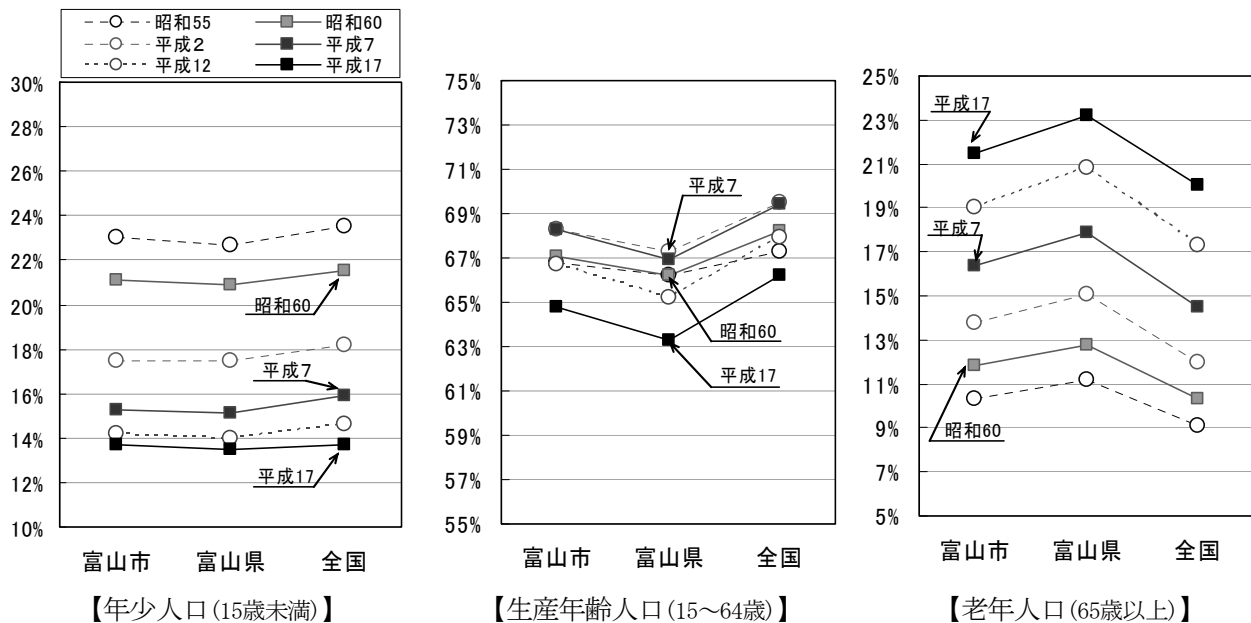 昭和55 昭和60
平成2 平成7
平成12 平成17
30%
28%
26%
24%
22%
20%
18%
16%
14%
12%
10%
昭和60
平成7
平成17
富山市 富山県 全国
【年少人口(15歳未満)】
75%
73%
71%
69%
67%
65%
63%
61%
59%
57%
55%
平成7
昭和60
平成17
富山市 富山県 全国
【生産年齢人口(15～64歳)】
25%
23%
21%
19%
17%
15%
13%
11%
9%
7%
5%
平成17
平成7
昭和60
富山市 富山県 全国
【老年人口(65歳以上)】